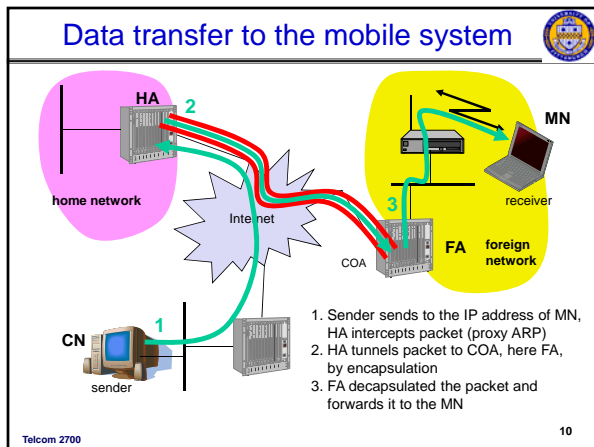 Data transfer to the mobile system
HA
2
MN
home network
Internet
3
receiver
COA
FA
foreign
network
CN
1
sender
1. Sender sends to the IP address of MN,
HA intercepts packet (proxy ARP)
2. HA tunnels packet to COA, here FA,
by encapsulation
3. FA decapsulated the packet and
forwards it to the MN
Telcom 2700
10